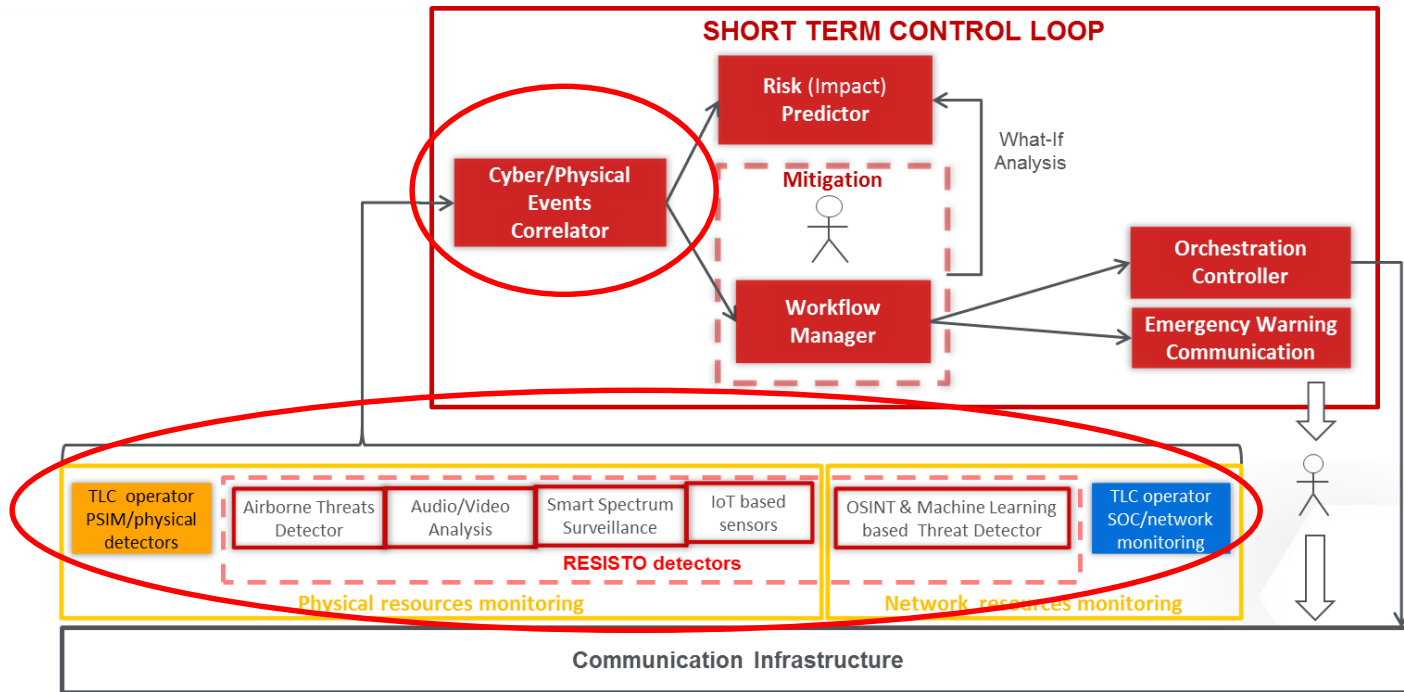 SHORT TERM CONTROL LOOP
Risk (Impact)
Predictor
What-If
Analysis
Cyber/Physical
Events
Correlator
Mitigation
Workflow
Manager
Orchestration
Controller
Emergency Warning
Communication
TLC operator
PSIM/physical
detectors
Airborne Threats
Detector
Audio/Video
Analysis
Smart Spectrum
Surveillance
IoT based
sensors
OSINT & Machine Learning
based Threat Detector
TLC operator
SOC/network
monitoring
RESISTO detectors
Physical resources monitoring
Network resources monitoring
Communication Infrastructure